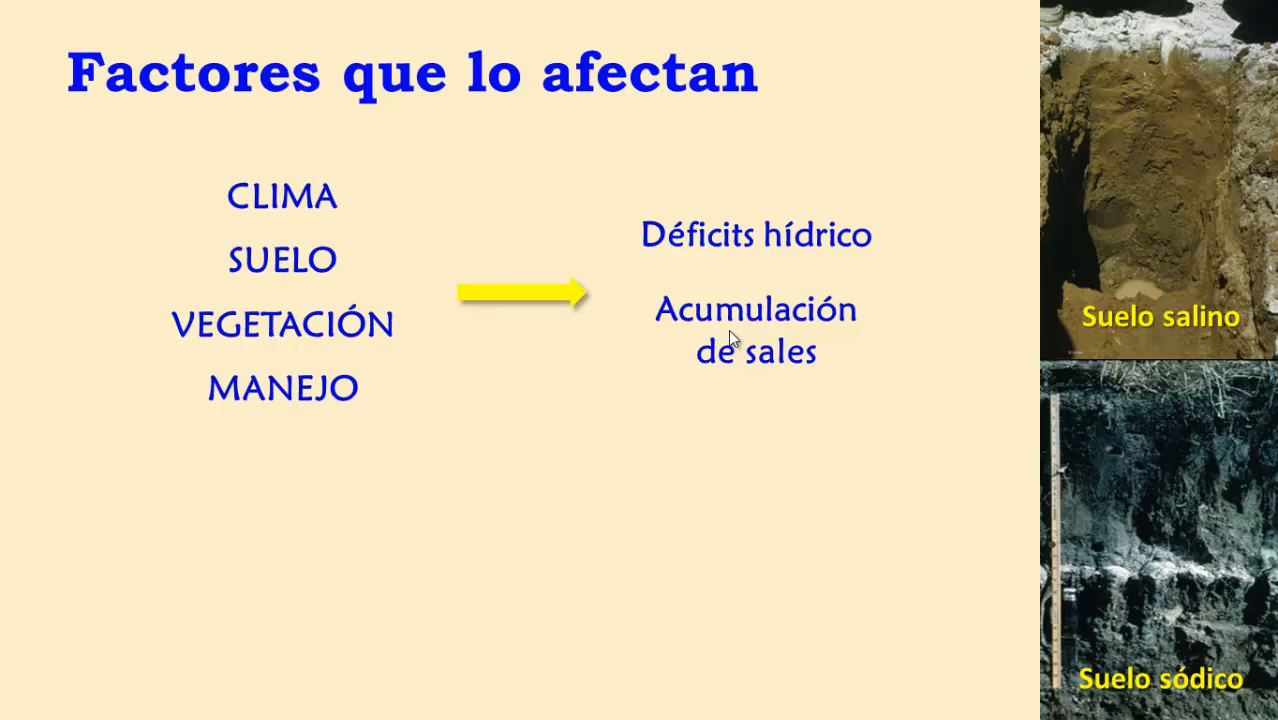 Factores que lo afectan
CLIMA
SUELO
VEGETACIÓN
MANEJO
Déficits hídrico
Acumulación
de sales
Suelo salino
Suelo sódico